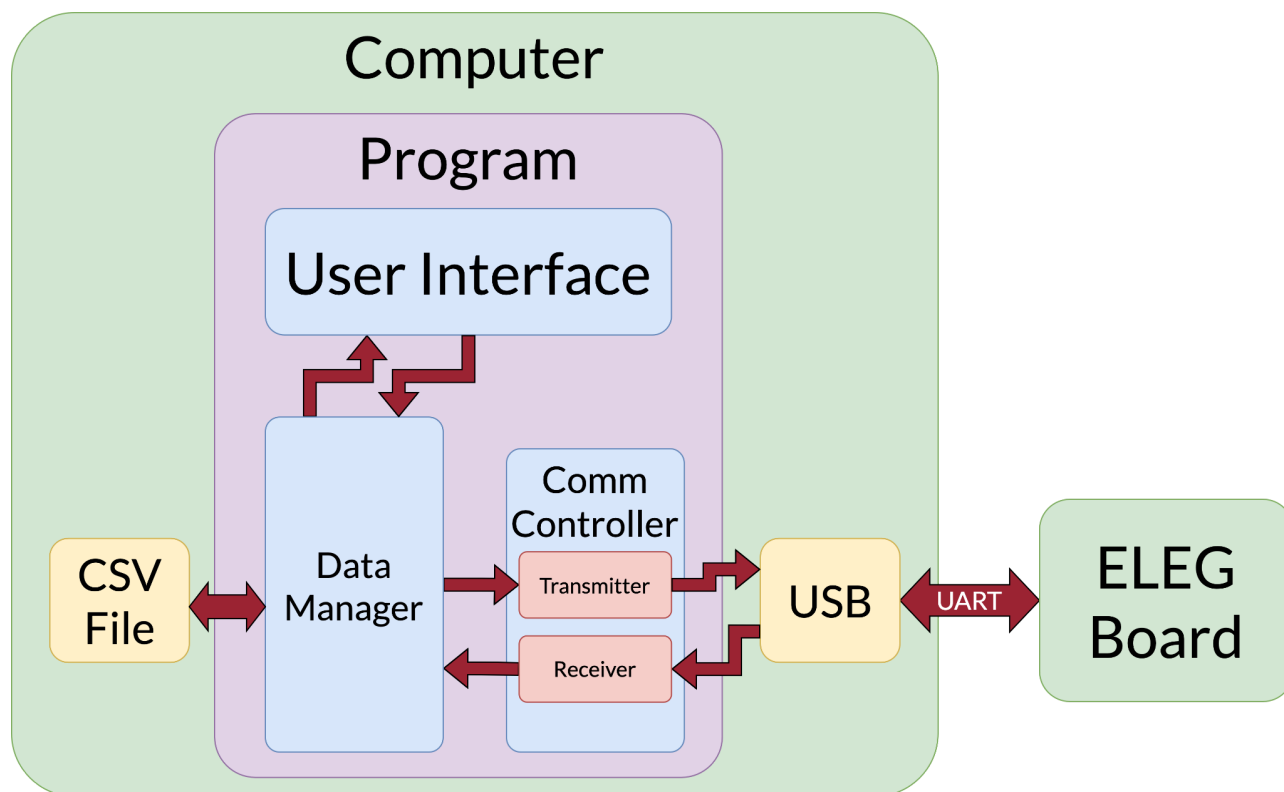 Computer
Program
User Interface
Data
Manager
Comm
Controller
Transmitter
Receiver
CSV
File
USB
UART
ELEG
Board